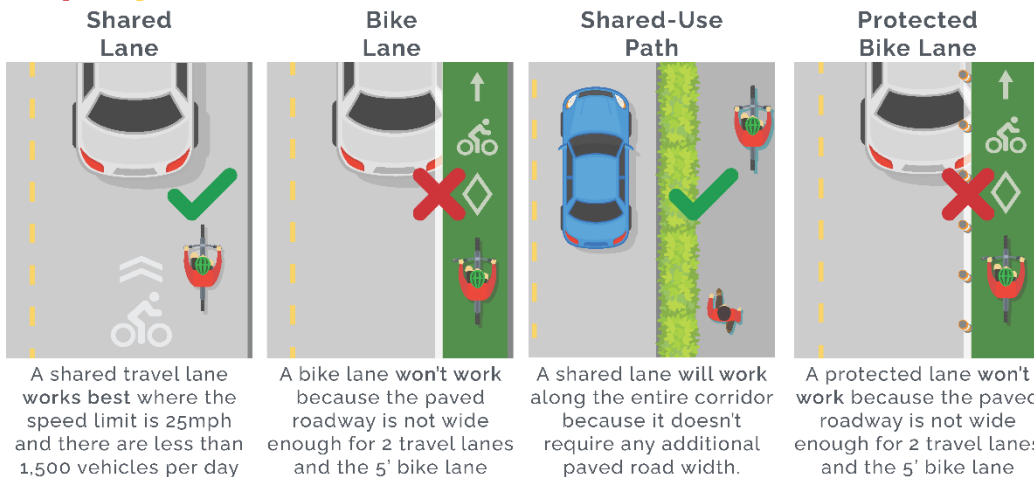 Shared
Lane
A shared travel lane
works best where the
speed limit is 25mph
and there are less than
1,500 vehicles per day
Bike
Lane
A bike lane won't work
because the paved
roadway is not wide
enough for 2 travel lanes
and the 5' bike lane
Shared-Use
Path
A shared lane will work
along the entire corridor
because it doesn't
require any additional
paved road width.
Protected
Bike Lane
A protected lane won't
work because the paved
roadway is not wide
enough for 2 travel lanes
and the 5' bike lane